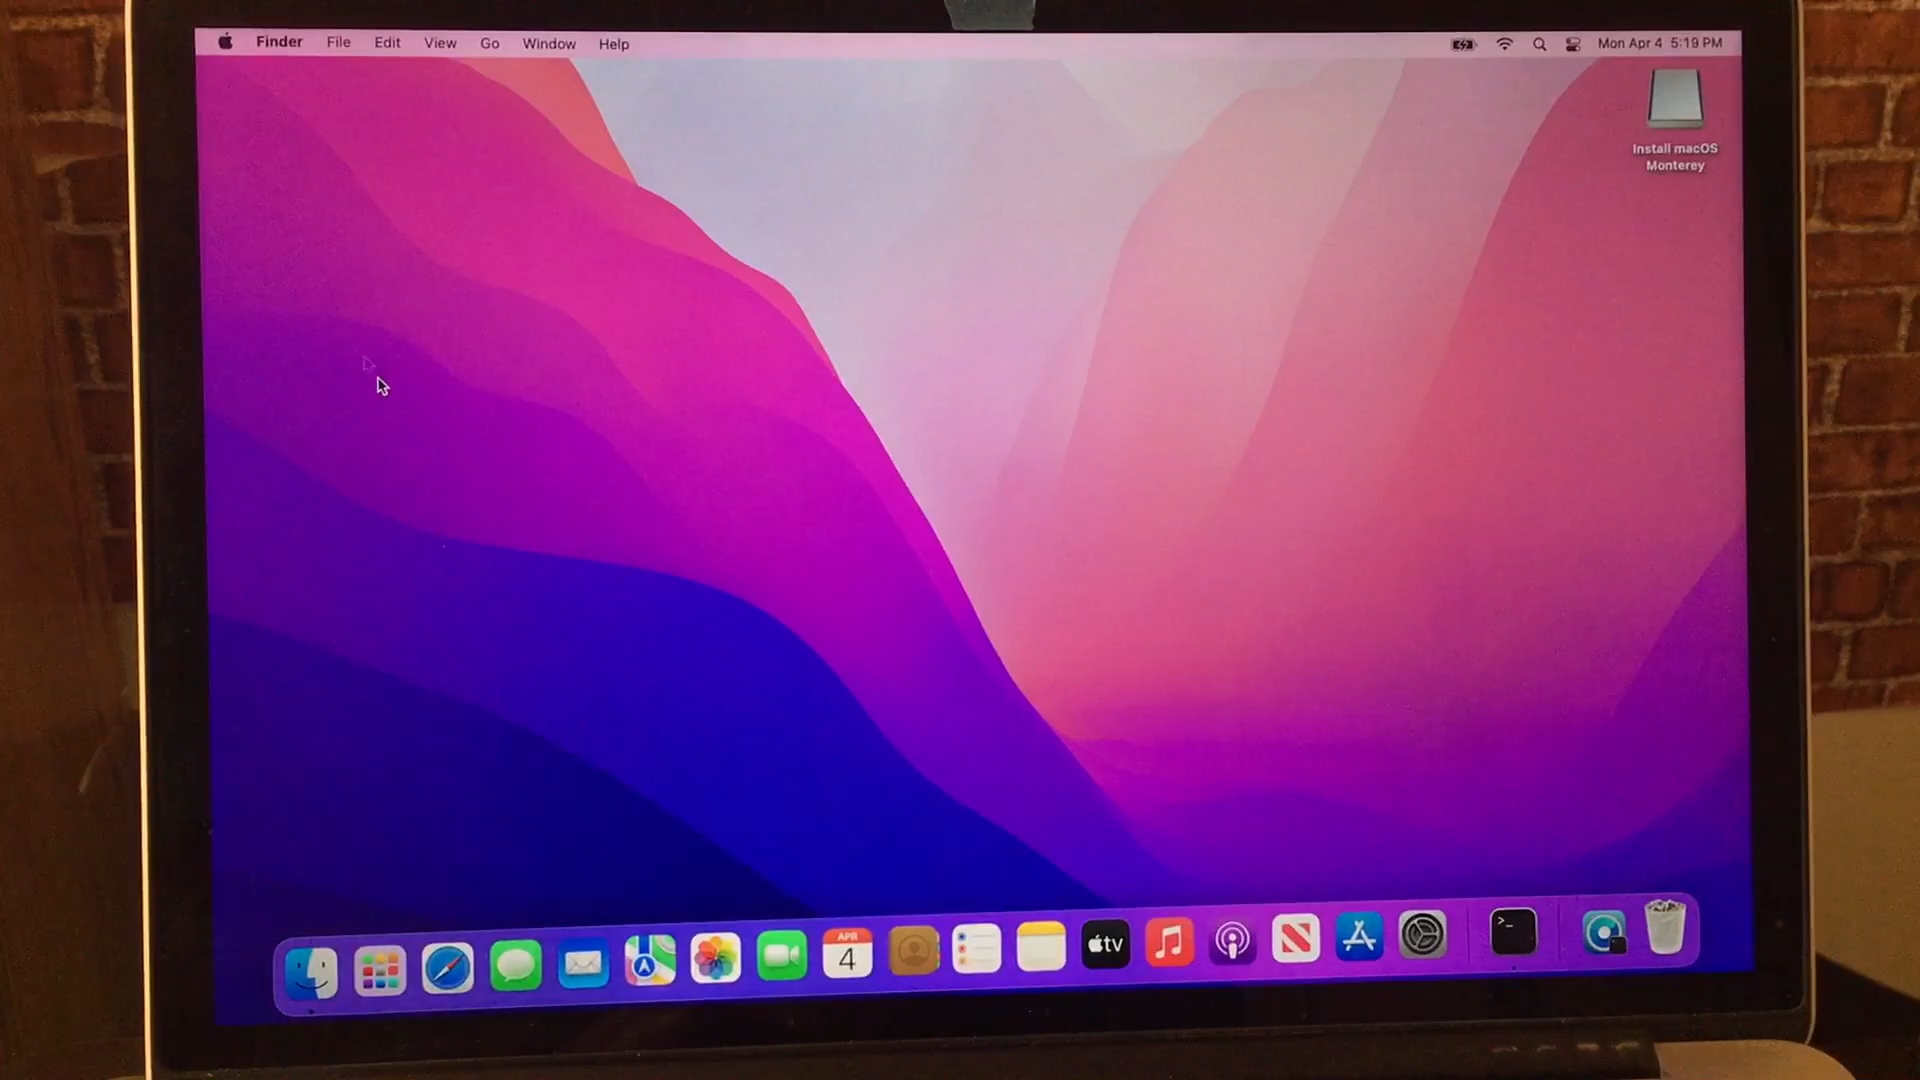 Finder File Edit View Go Window Help Mon Apr 4 5:19 PM
Install macOS
Monterey
APR
4
tv
>_